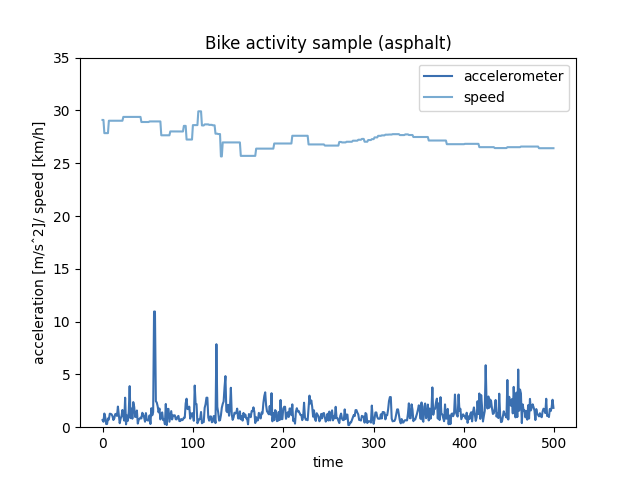 Bike activity sample (asphalt)
accelerometer
speed
acceleration [m/sˆ2]/ speed [km/h]
35
30
25
20
15
10
5
0
0 100 200 300 400 500
time